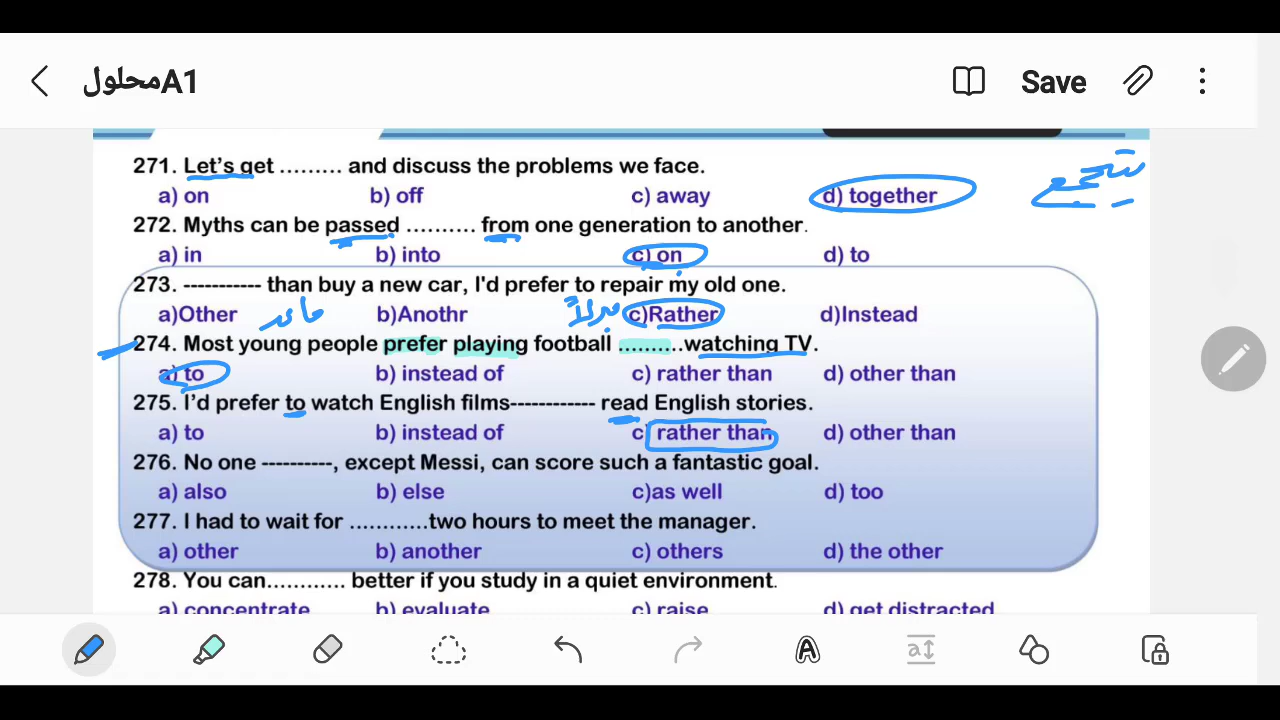 محلولA1
Save
271. Let's get ......... and discuss the problems we face.
a) on b) off c) away d) together
272. Myths can be passed .......... from one generation to another.
a) in b) into c) on d) to
273. ----------- than buy a new car, I'd prefer to repair my old one.
a)Other b)Anothr c)Rather d)Instead
274. Most young people prefer playing football ...........watching TV.
a) to b) instead of c) rather than d) other than
275. I'd prefer to watch English films------------ read English stories.
a) to b) instead of c) rather than d) other than
276. No one ----------, except Messi, can score such a fantastic goal.
a) also b) else c)as well d) too
277. I had to wait for ............two hours to meet the manager.
a) other b) another c) others d) the other
278. You can............ better if you study in a quiet environment.
a) concentrate b) evaluate c) raise d) get distracted